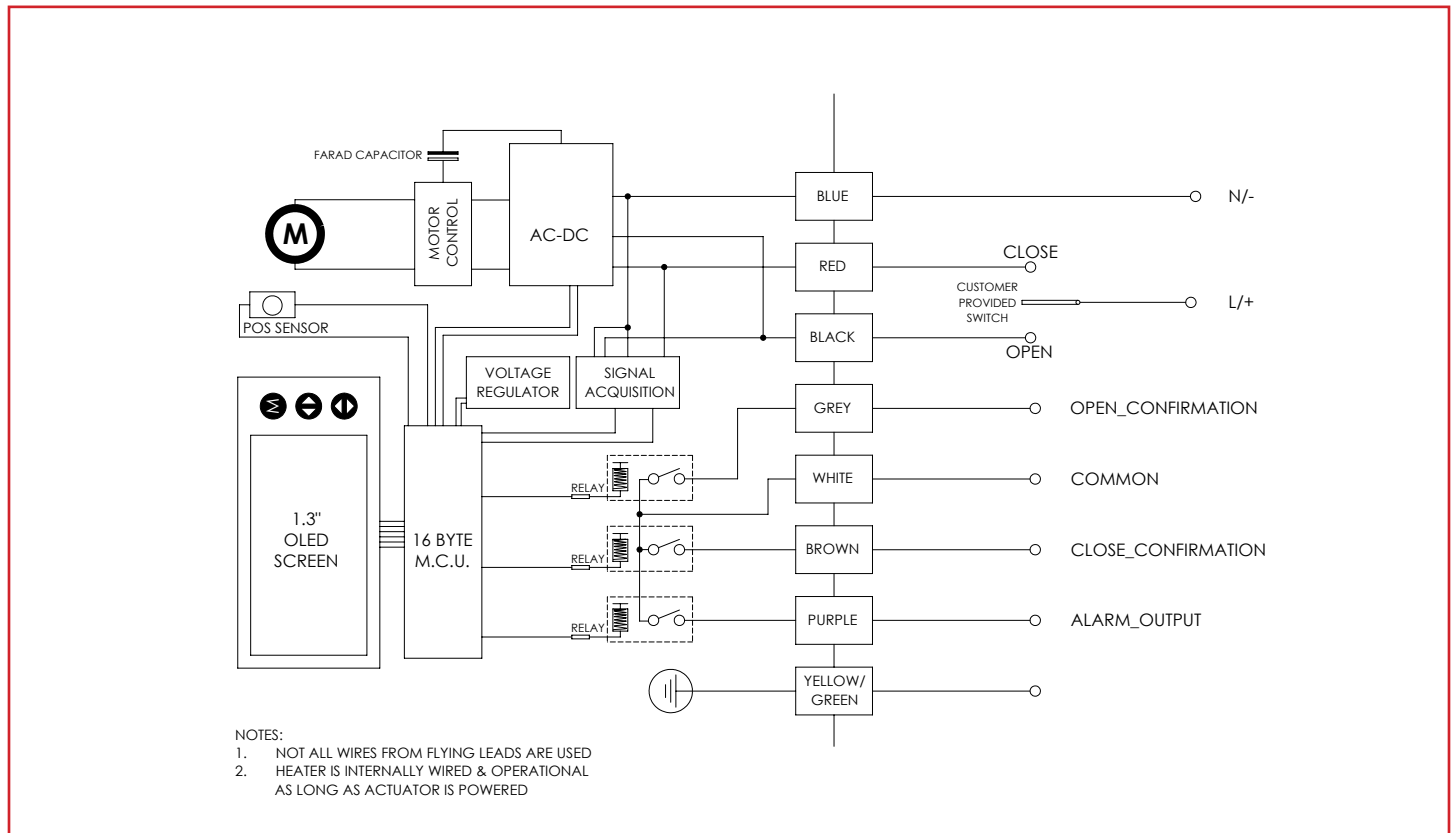 FARAD CAPACITOR
M
MOTOR
CONTROL
AC-DC
POS SENSOR
VOLTAGE
REGULATOR
SIGNAL
ACQUISITION
M
1.3"
OLED
SCREEN
16 BYTE
M.C.U.
RELAY
RELAY
RELAY
BLUE
N/-
RED
CLOSE
CUSTOMER
PROVIDED
SWITCH
L/+
BLACK
OPEN
GREY
OPEN_CONFIRMATION
WHITE
COMMON
BROWN
CLOSE_CONFIRMATION
PURPLE
ALARM_OUTPUT
YELLOW/
GREEN
NOTES:
1. NOT ALL WIRES FROM FLYING LEADS ARE USED
2. HEATER IS INTERNALLY WIRED & OPERATIONAL
AS LONG AS ACTUATOR IS POWERED